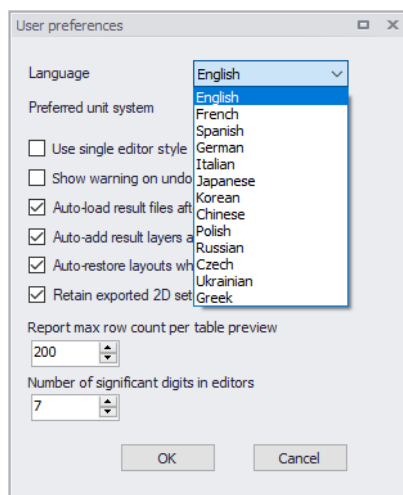 User preferences
Language
English
Preferred unit system
English
French
Spanish
German
Italian
Japanese
Korean
Chinese
Polish
Russian
Czech
Ukrainian
Greek
Use single editor style
Show warning on undo
Auto-load result files aft
Auto-add result layers a
Auto-restore layouts wh
Retain exported 2D set
Report max row count per table preview
200
Number of significant digits in editors
7
OK Cancel